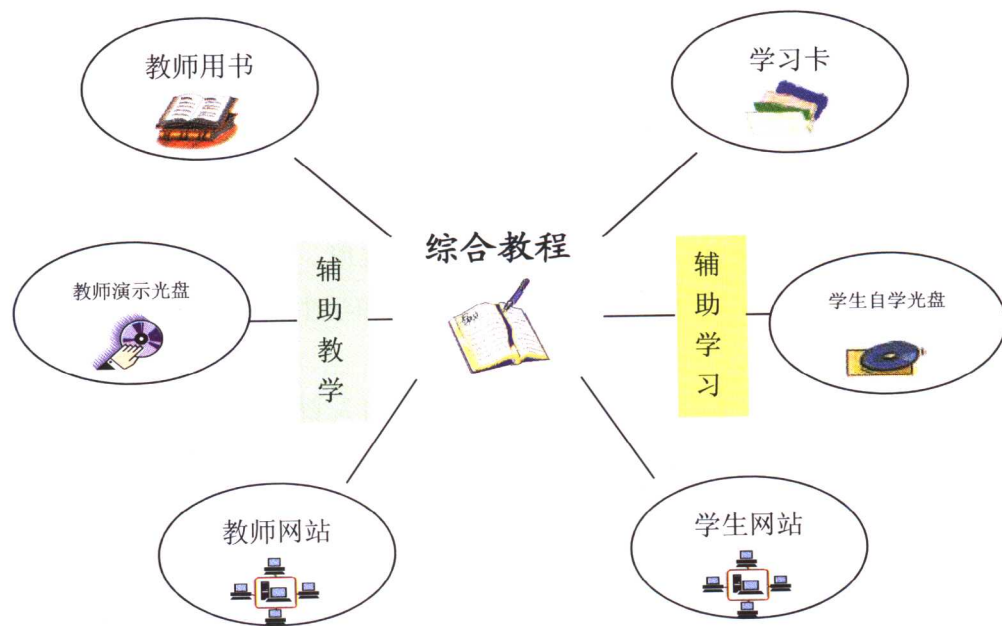 教师用书
学习卡
综合教程
辅助教学
辅助学习
教师演示光盘
学生自学光盘
教师网站
学生网站